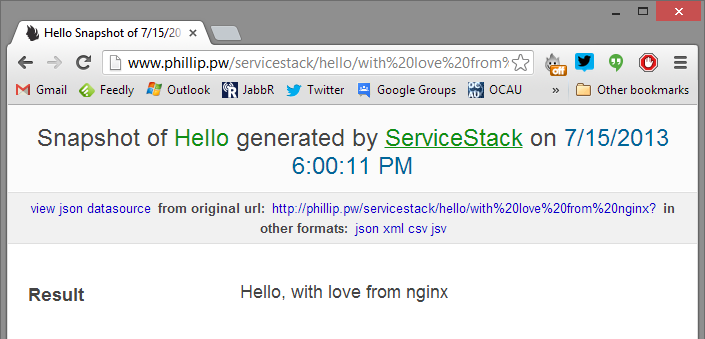 Hello Snapshot of 7/15/20
www.phillip.pw/servicestack/hello/with%20love%20from%
off
Gmail Feedly Outlook JabbR Twitter Google Groups OCAU » Other bookmarks
Snapshot of Hello generated by ServiceStack on 7/15/2013
6:00:11 PM
view json datasource from original url: http://phillip.pw/servicestack/hello/with%20love%20from%20nginx? in
other formats: json xml csv jsv
Result Hello, with love from nginx